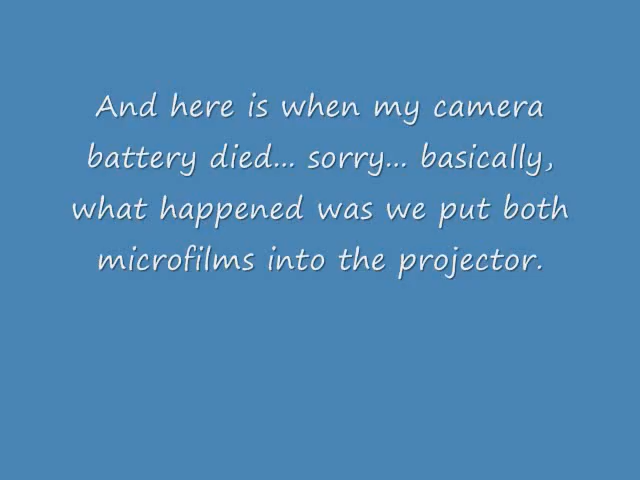 And here is when my camera
battery died... sorry... basically,
what happened was we put both
microfilms into the projector.